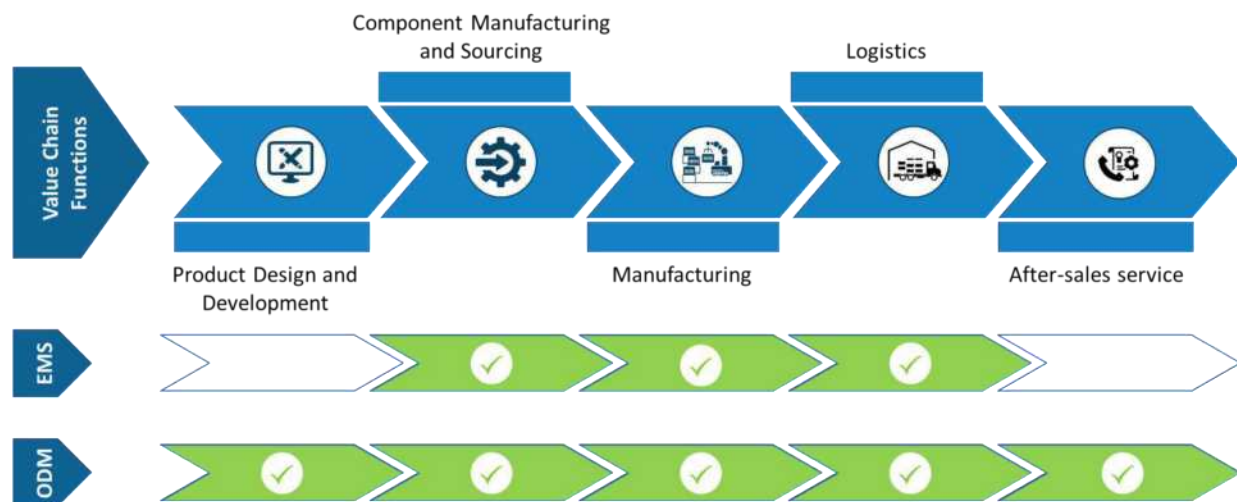 Component Manufacturing
and Sourcing
Logistics
Value Chain
Functions
Product Design and
Development
Manufacturing
After-sales service
EMS
ODM